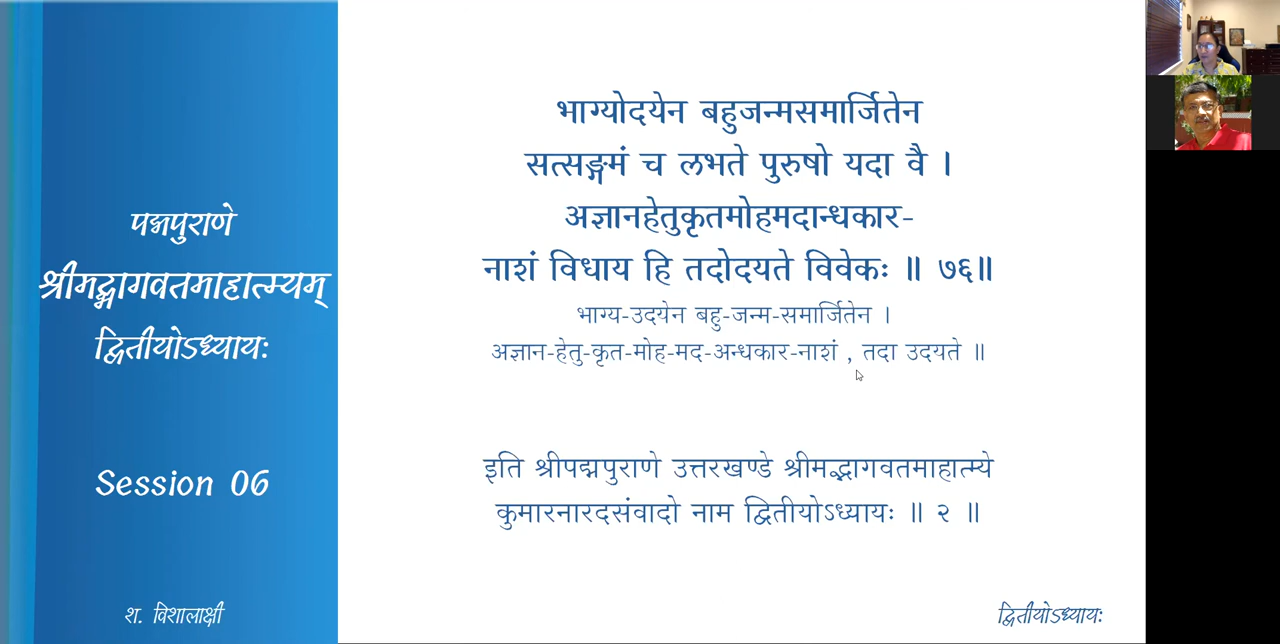 पद्मपुराणे
श्रीमद्भागवतमाहात्म्यम्
द्वितीयोऽध्यायः
Session 06
श. विशालाक्षी
भाग्योदयेन बहुजन्मसमार्जितेन
सत्सङ्गमं च लभते पुरुषो यदा वै ।
अज्ञानहेतुकृतमोहमदान्धकार-
नाशं विधाय हि तदोदयते विवेकः ॥ ७६॥
भाग्य-उदयेन बहु-जन्म-समार्जितेन ।
अज्ञान-हेतु-कृत-मोह-मद-अन्धकार-नाशं , तदा उदयते ॥
इति श्रीपद्मपुराणे उत्तरखण्डे श्रीमद्भागवतमाहात्म्ये
कुमारनारदसंवादो नाम द्वितीयोऽध्यायः ॥ २ ॥
द्वितीयोऽध्यायः